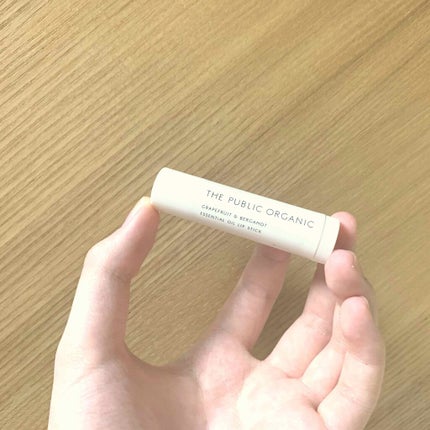 THE PUBLIC ORGANIC
GRAPEFRUIT & BERGAMOT
ESSENTIAL OIL LIP STICK